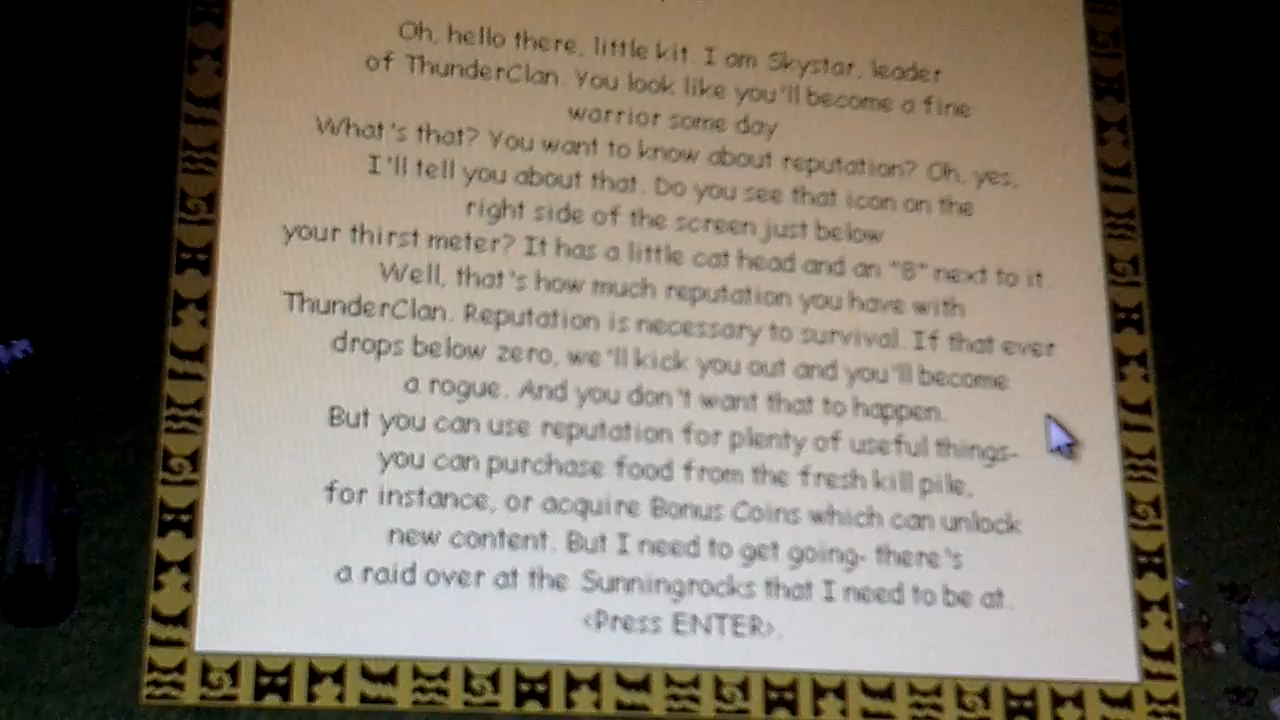 Oh, hello there, little kit. I am Skystar, leader
of ThunderClan. You look like you'll become a fine
warrior some day
What's that? You want to know about reputation? Oh, yes,
I'll tell you about that. Do you see that icon on the
right side of the screen just below
your thirst meter? It has a little cat head and an "8" next to it.
Well, that's how much reputation you have with
ThunderClan. Reputation is necessary to survival. If that ever
drops below zero, we'll kick you out and you'll become
a rogue. And you don't want that to happen.
But you can use reputation for plenty of useful things-
you can purchase food from the fresh kill pile,
for instance, or acquire Bonus Coins which can unlock
new content. But I need to get going- there's
a raid over at the Sunningrocks that I need to be at.
<Press ENTER>.